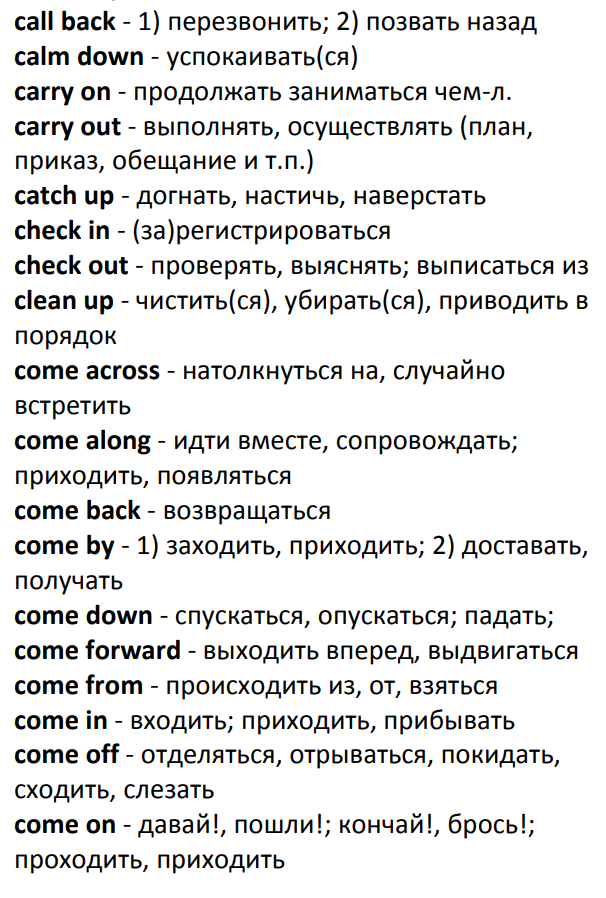 call back - 1) перезвонить; 2) позвать назад
calm down - успокаивать(ся)
carry on - продолжать заниматься чем-л.
carry out - выполнять, осуществлять (план,
приказ, обещание и т.п.)
catch up - догнать, настичь, наверстать
check in - (за)регистрироваться
check out - проверять, выяснять; выписаться из
clean up - чистить(ся), убирать(ся), приводить в
порядок
come across - натолкнуться на, случайно
встретить
come along - идти вместе, сопровождать;
приходить, появляться
come back - возвращаться
come by - 1) заходить, приходить; 2) доставать,
получать
come down - спускаться, опускаться; падать;
come forward - выходить вперед, выдвигаться
come from - происходить из, от, взяться
come in - входить; приходить, прибывать
come off - отделяться, отрываться, покидать,
сходить, слезать
come on - давай!, пошли!; кончай!, брось!;
проходить, приходить